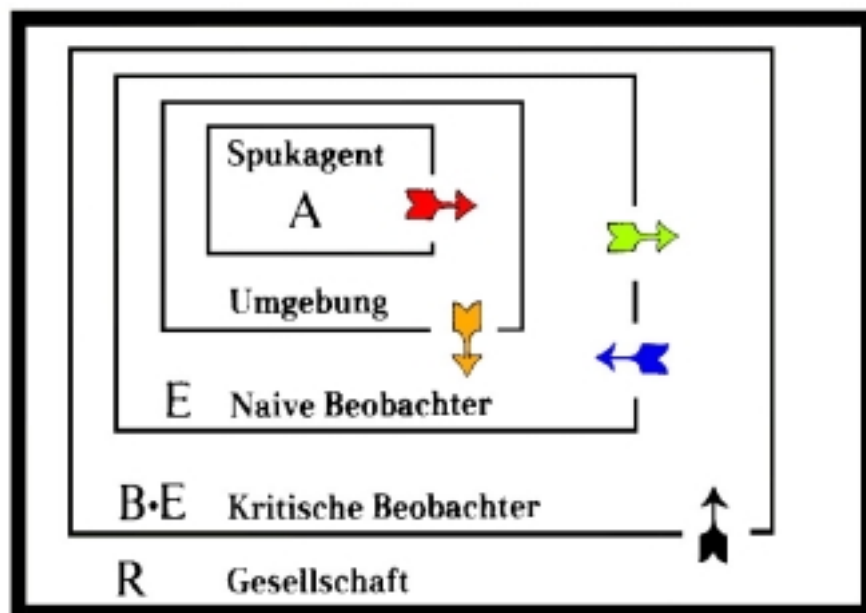 Spukagent
A
Umgebung
E Naive Beobachter
B·E Kritische Beobachter
R Gesellschaft